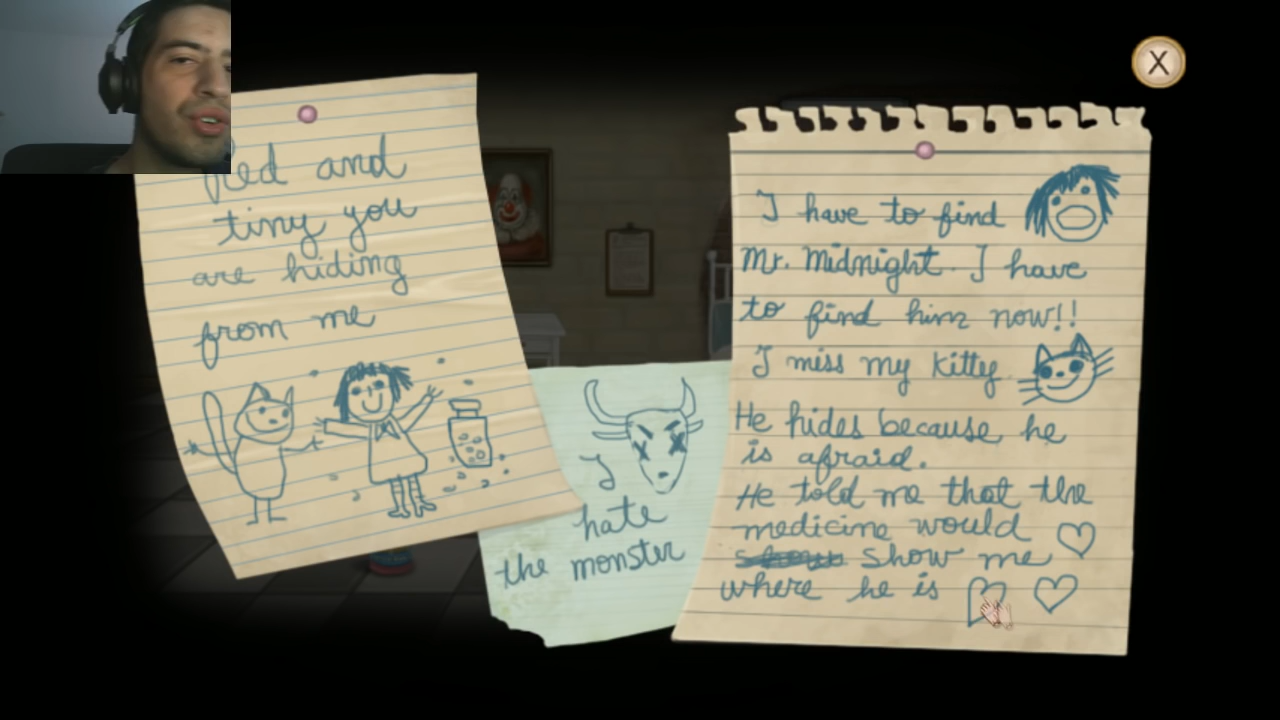 Red and
tiny you
are hiding
from me
I
hate
the monster
I have to find
Mr. Midnight. I have
to find him now!!
I miss my kitty
He hides because he
is afraid.
He told me that the
medicine would
show me
where he is
X